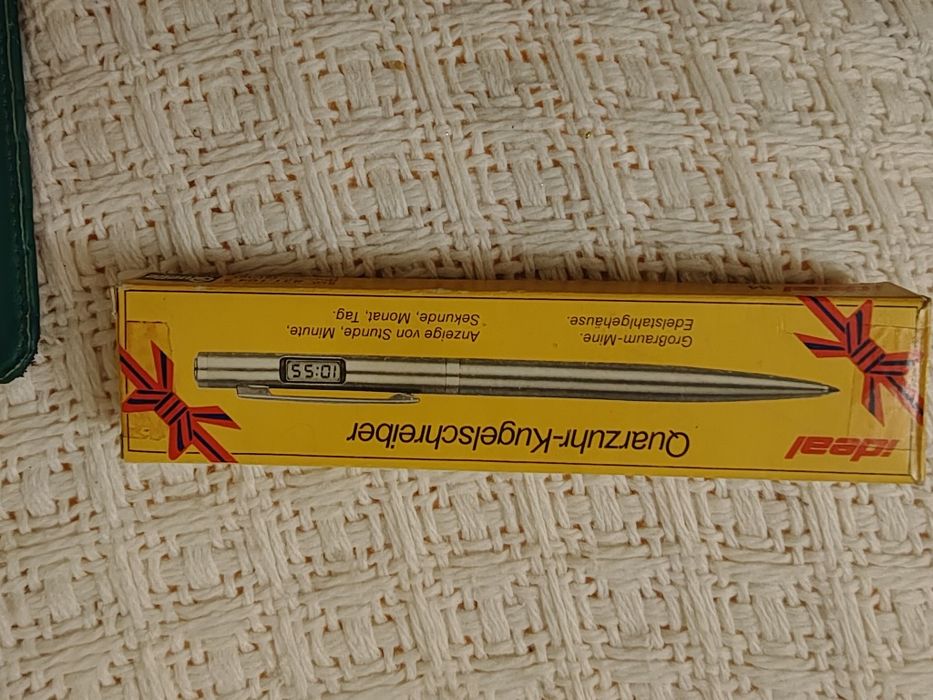 ideal
Quarzuhr-Kugelschreiber
10:55
Großraum-Mine.
Edelstahlgehäuse.
Anzeige von Stunde, Minute,
Sekunde, Monat, Tag.